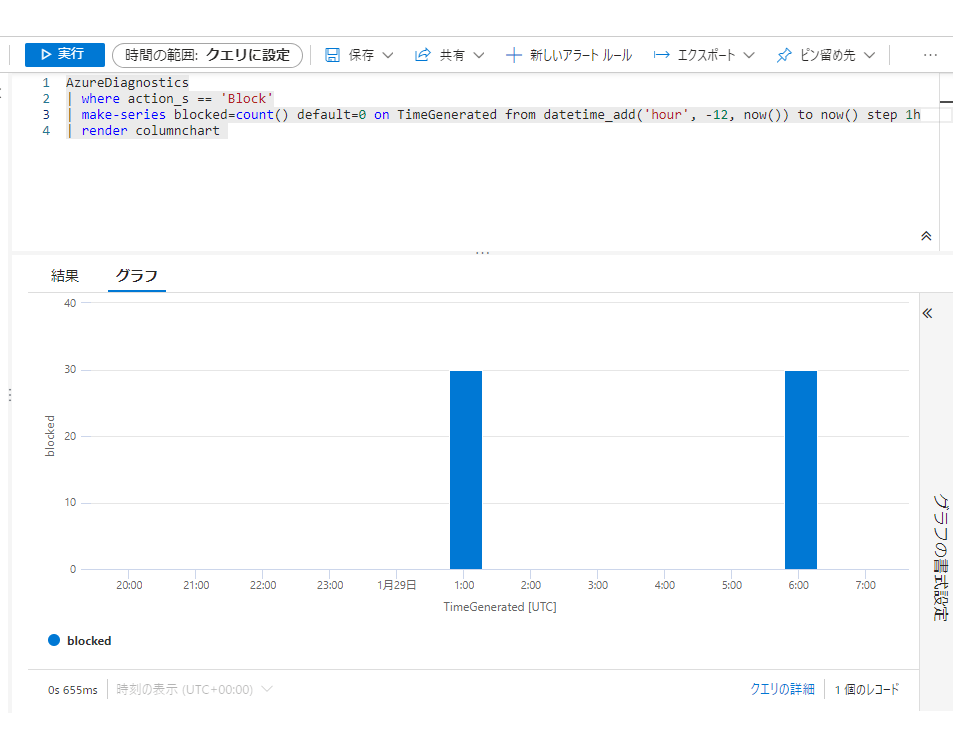 実行 時間の範囲: クエリに設定 保存 共有 新しいアラート ルール エクスポート ピン留め先 ...
1 AzureDiagnostics
2 | where action_s == 'Block'
3 | make-series blocked=count() default=0 on TimeGenerated from datetime_add('hour', -12, now()) to now() step 1h
4 | render columnchart
結果 グラフ
40
30
20
10
0
blocked
20:00 21:00 22:00 23:00 1月29日 1:00 2:00 3:00 4:00 5:00 6:00 7:00
TimeGenerated [UTC]
blocked
グラフの書式設定
0s 655ms 時刻の表示 (UTC+00:00) クエリの詳細 1 個のレコード